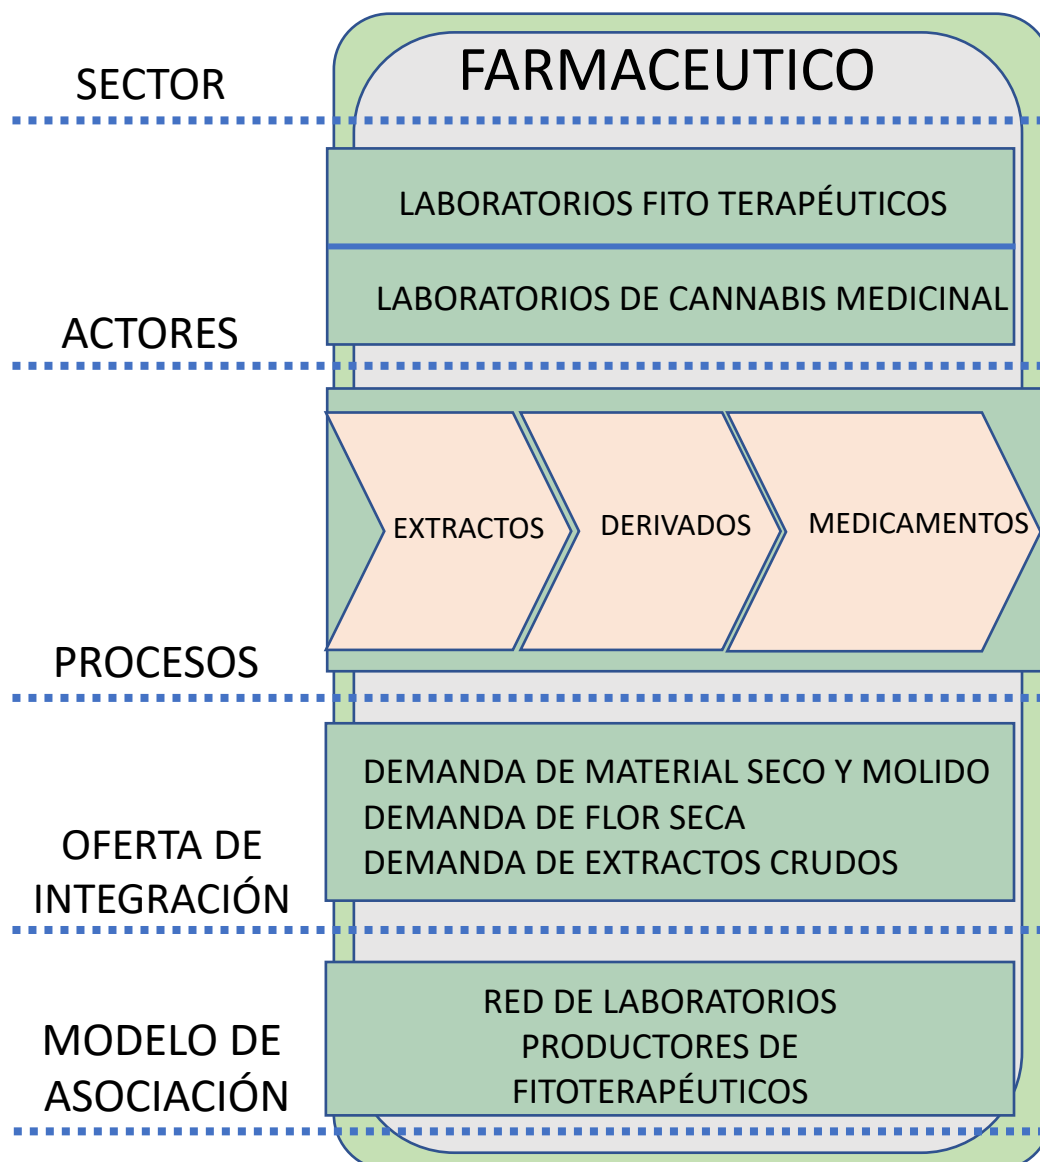 SECTOR
FARMACEUTICO
LABORATORIOS FITO TERAPÉUTICOS
LABORATORIOS DE CANNABIS MEDICINAL
ACTORES
EXTRACTOS
DERIVADOS
MEDICAMENTOS
PROCESOS
DEMANDA DE MATERIAL SECO Y MOLIDO
DEMANDA DE FLOR SECA
DEMANDA DE EXTRACTOS CRUDOS
OFERTA DE
INTEGRACIÓN
RED DE LABORATORIOS
PRODUCTORES DE
FITOTERAPÉUTICOS
MODELO DE
ASOCIACIÓN